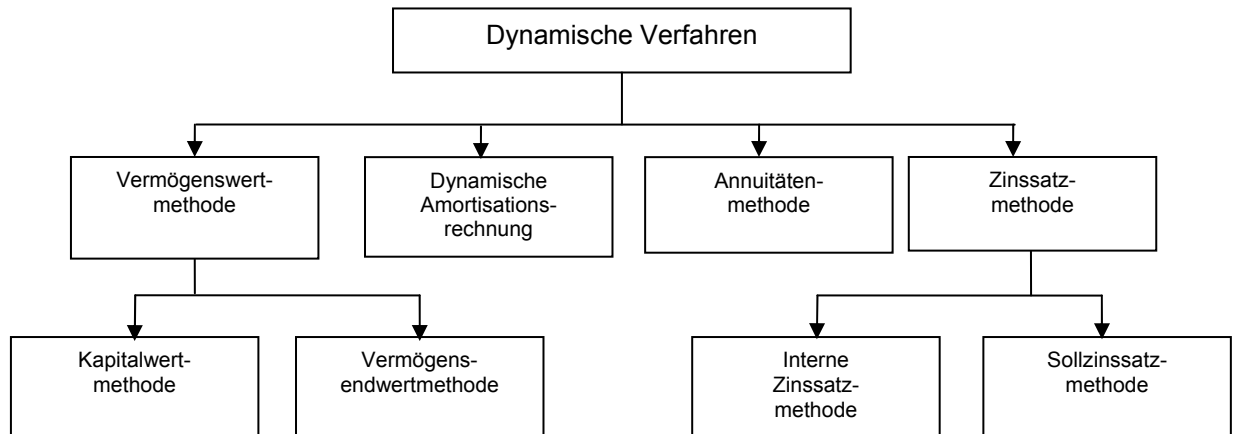 Dynamische Verfahren
Vermögenswert-
methode
Dynamische
Amortisations-
rechnung
Annuitäten-
methode
Zinssatz-
methode
Kapitalwert-
methode
Vermögens-
endwertmethode
Interne
Zinssatz-
methode
Sollzinssatz-
methode